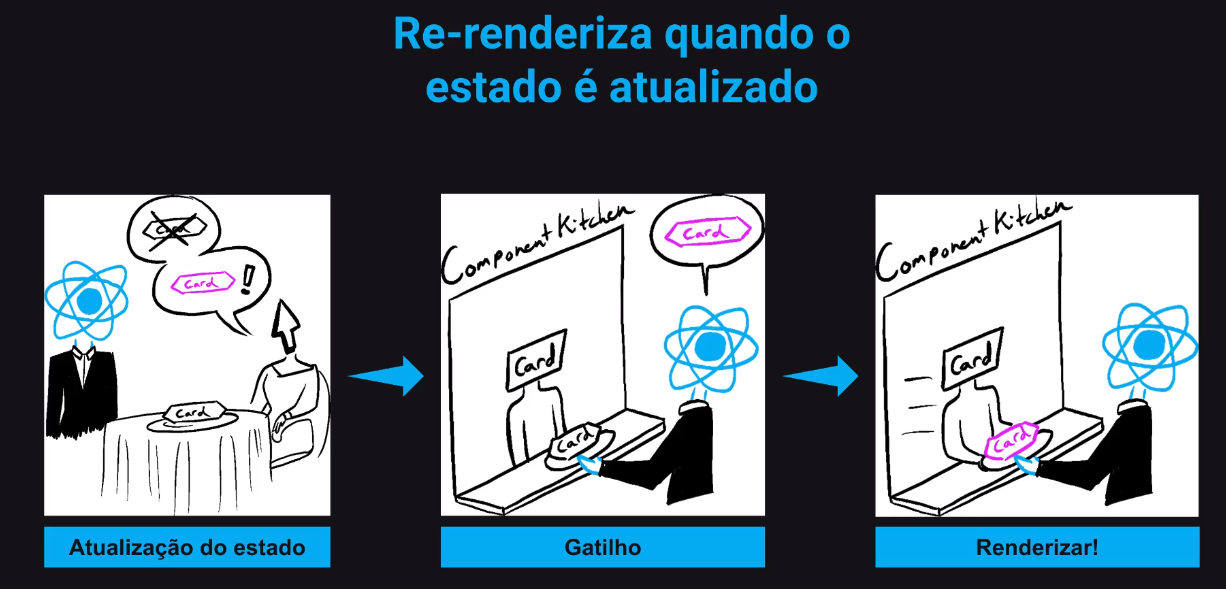 Re-renderiza quando o
estado é atualizado
Card
Card !
Card
Atualização do estado
Component Kitchen
Card
Card
Card
Gatilho
Component Kitchen
Card
Card
Renderizar!